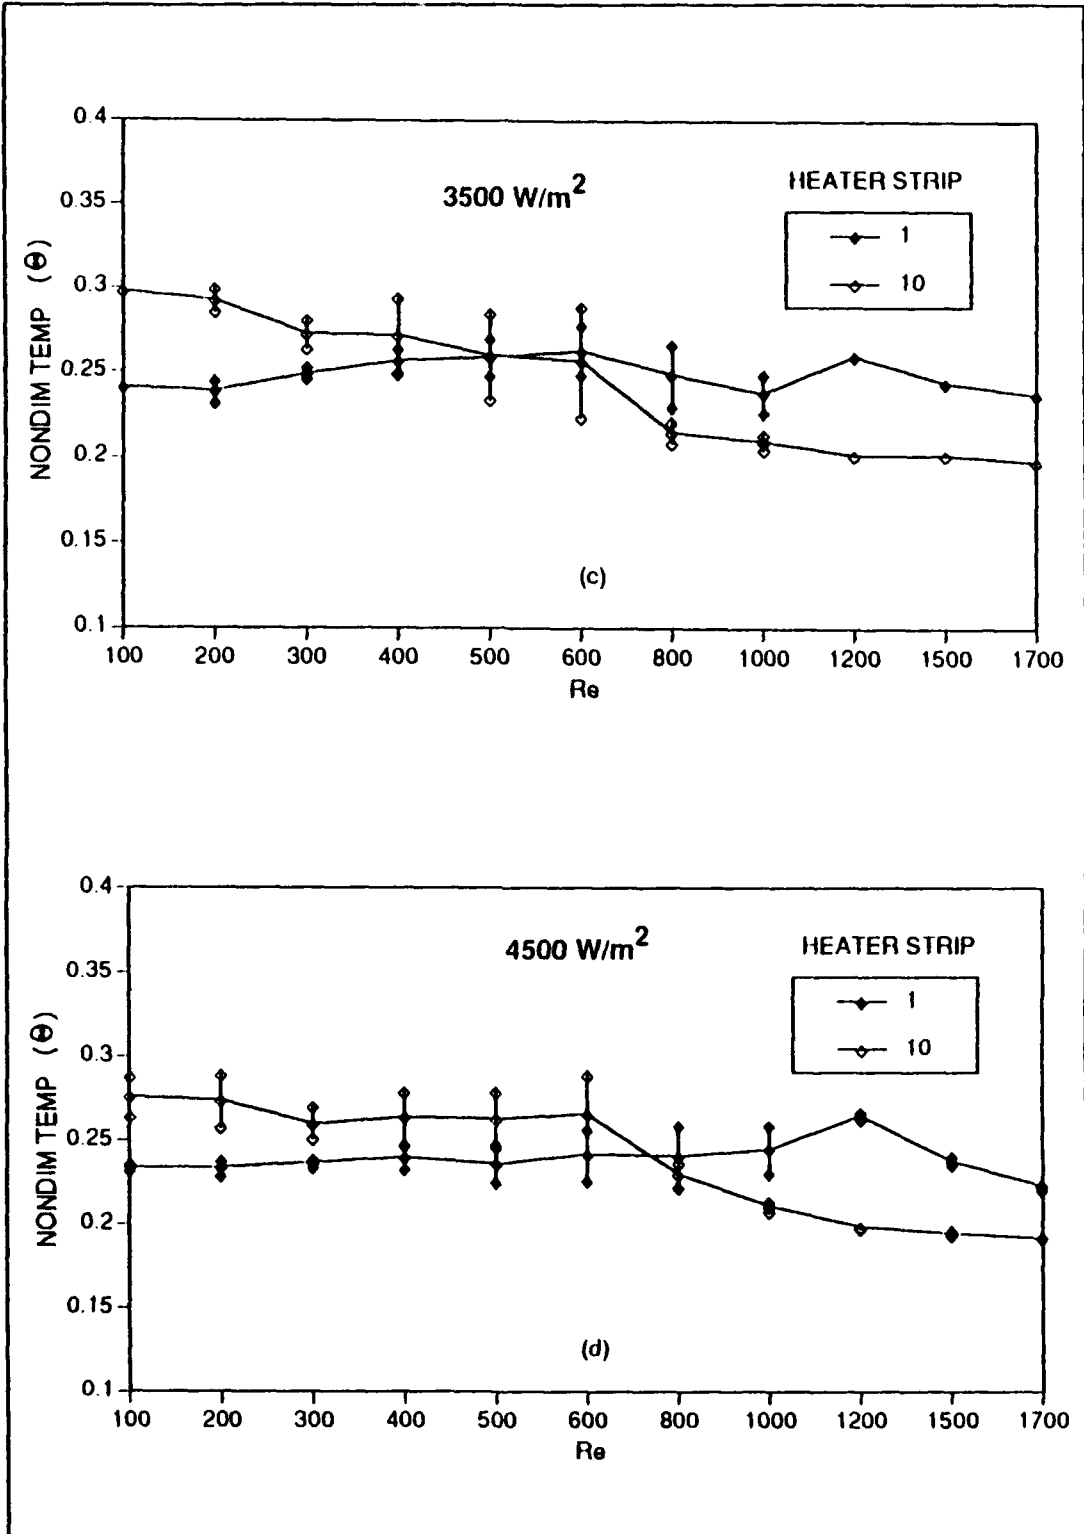 0.4
3500 W/m²
HEATER STRIP
0.35
1
0.3
10
NONDIM TEMP (Θ)
0.25
0.2
0.15
(c)
0.1
100 200 300 400 500 600 800 1000 1200 1500 1700
Re
0.4
4500 W/m²
HEATER STRIP
0.35
1
0.3
10
NONDIM TEMP (Θ)
0.25
0.2
0.15
(d)
0.1
100 200 300 400 500 600 800 1000 1200 1500 1700
Re